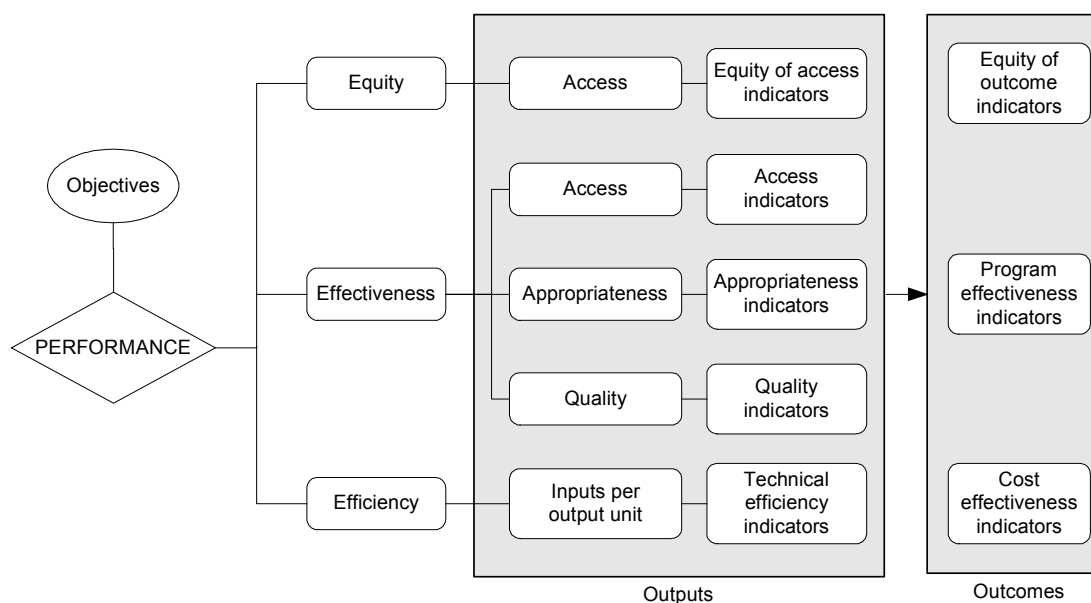 Objectives
PERFORMANCE
Equity
Effectiveness
Efficiency
Access
Equity of access
indicators
Access
Access
indicators
Appropriateness
Appropriateness
indicators
Quality
Quality
indicators
Inputs per
output unit
Technical
efficiency
indicators
Outputs
Equity of
outcome
indicators
Program
effectiveness
indicators
Cost
effectiveness
indicators
Outcomes